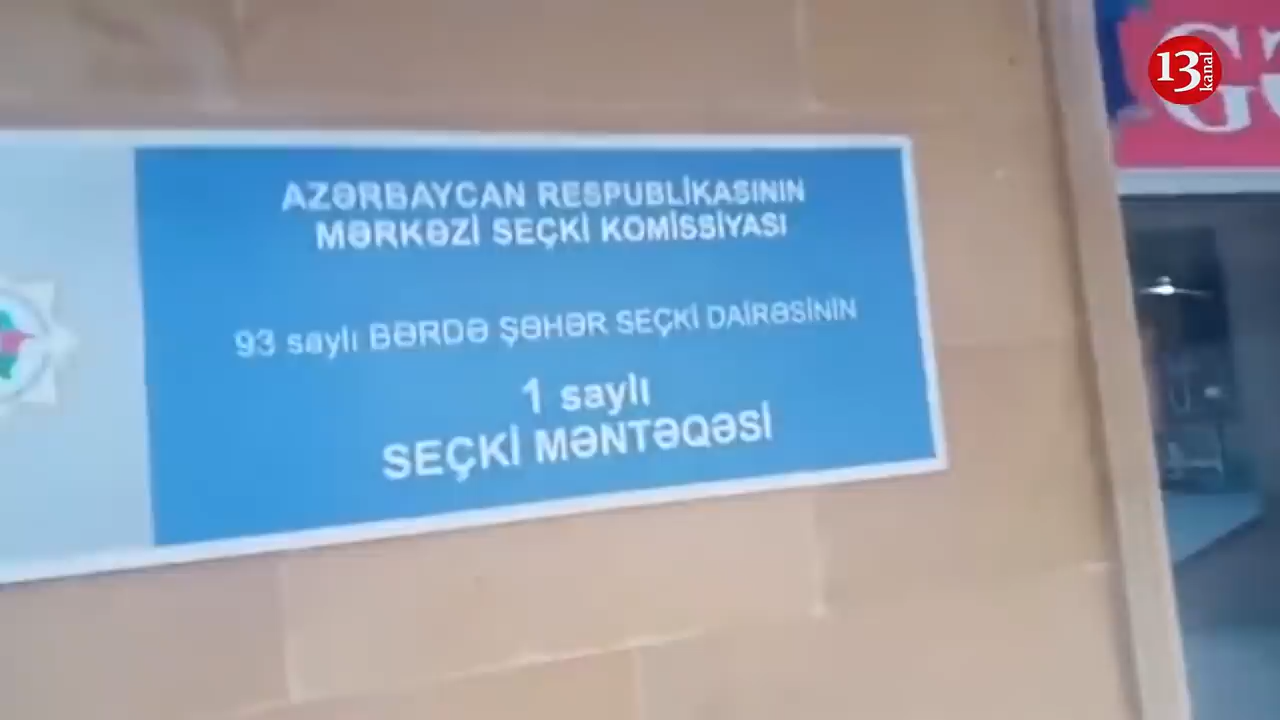 AZƏRBAYCAN RESPUBLİKASININ
MƏRKƏZİ SEÇKİ KOMİSSİYASI
93 saylı BƏRDƏ ŞƏHƏR SEÇKİ DAİRƏSİNİN
1 saylı
SEÇKİ MƏNTƏQƏSİ
13
kanal